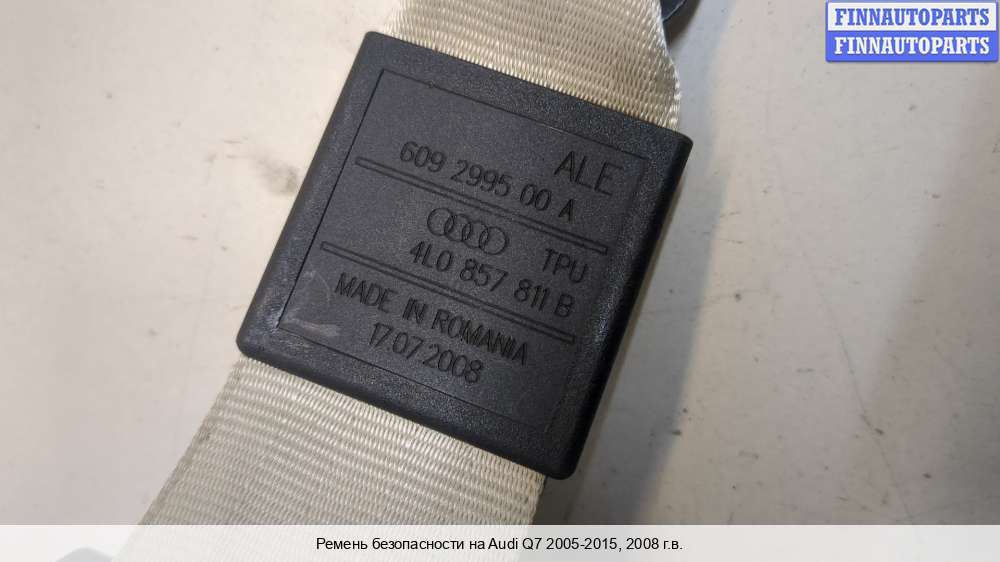 FINNAUTOPARTS
FINNAUTOPARTS
ALE
609 2995 00 A
TPU
4L0 857 811 B
MADE IN ROMANIA
17.07.2008
Ремень безопасности на Audi Q7 2005-2015, 2008 г.в.